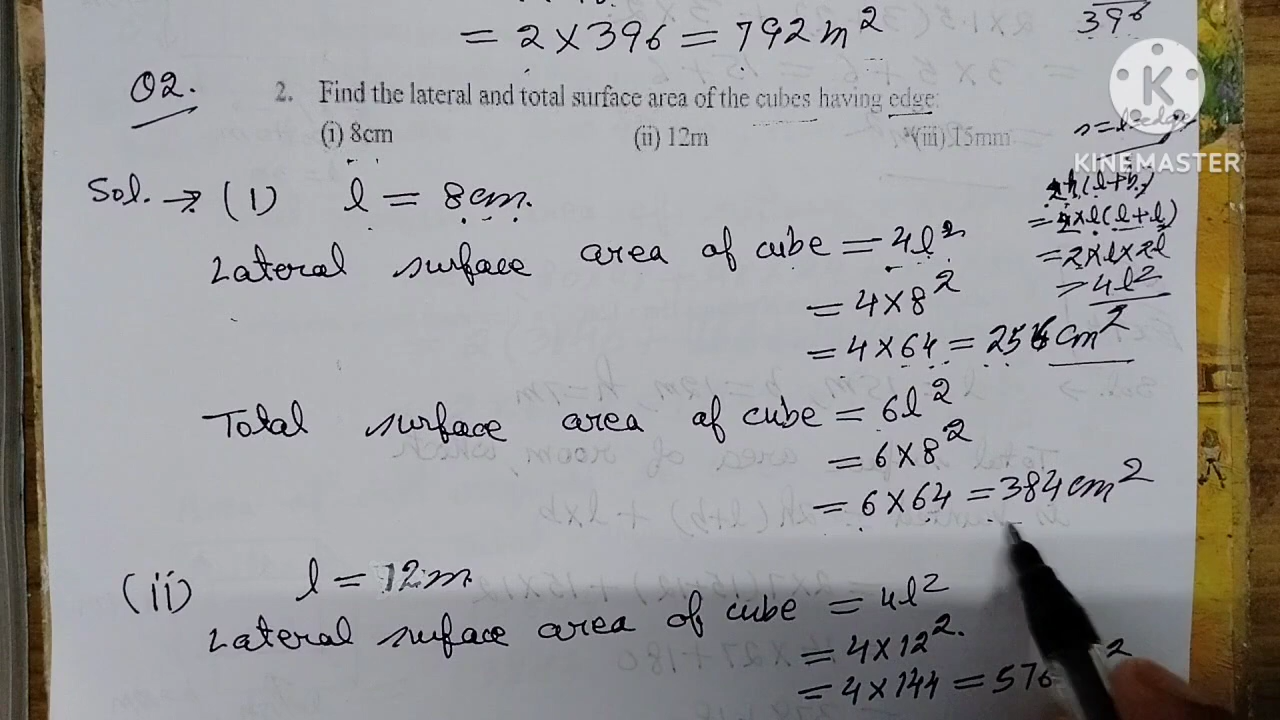 = 2 × 396 = 792 m²
396
Q2.
2. Find the lateral and total surface area of the cubes having edge:
(i) 8cm (ii) 12m (iii) 15mm
K
KINEMASTER
Sol. → (1) l = 8cm.
2h(l+b)
Lateral surface area of cube = 4l²
= 2×l(l+l)
= 2×l×2l
= 4l²
= 4×8²
= 4×64 = 256 cm²
Total surface area of cube = 6l²
= 6×8²
= 6×64 = 384 cm²
(ii) l = 12m
Lateral surface area of cube = 4l²
= 4×12².
= 4×144 = 576